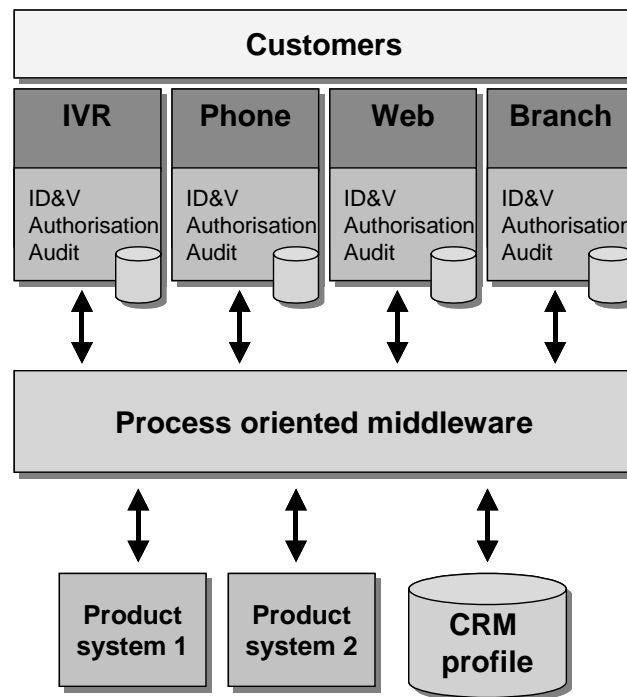 Customers
IVR
Phone
Web
Branch
ID&V
Authorisation
Audit
ID&V
Authorisation
Audit
ID&V
Authorisation
Audit
ID&V
Authorisation
Audit
Process oriented middleware
Product
system 1
Product
system 2
CRM
profile